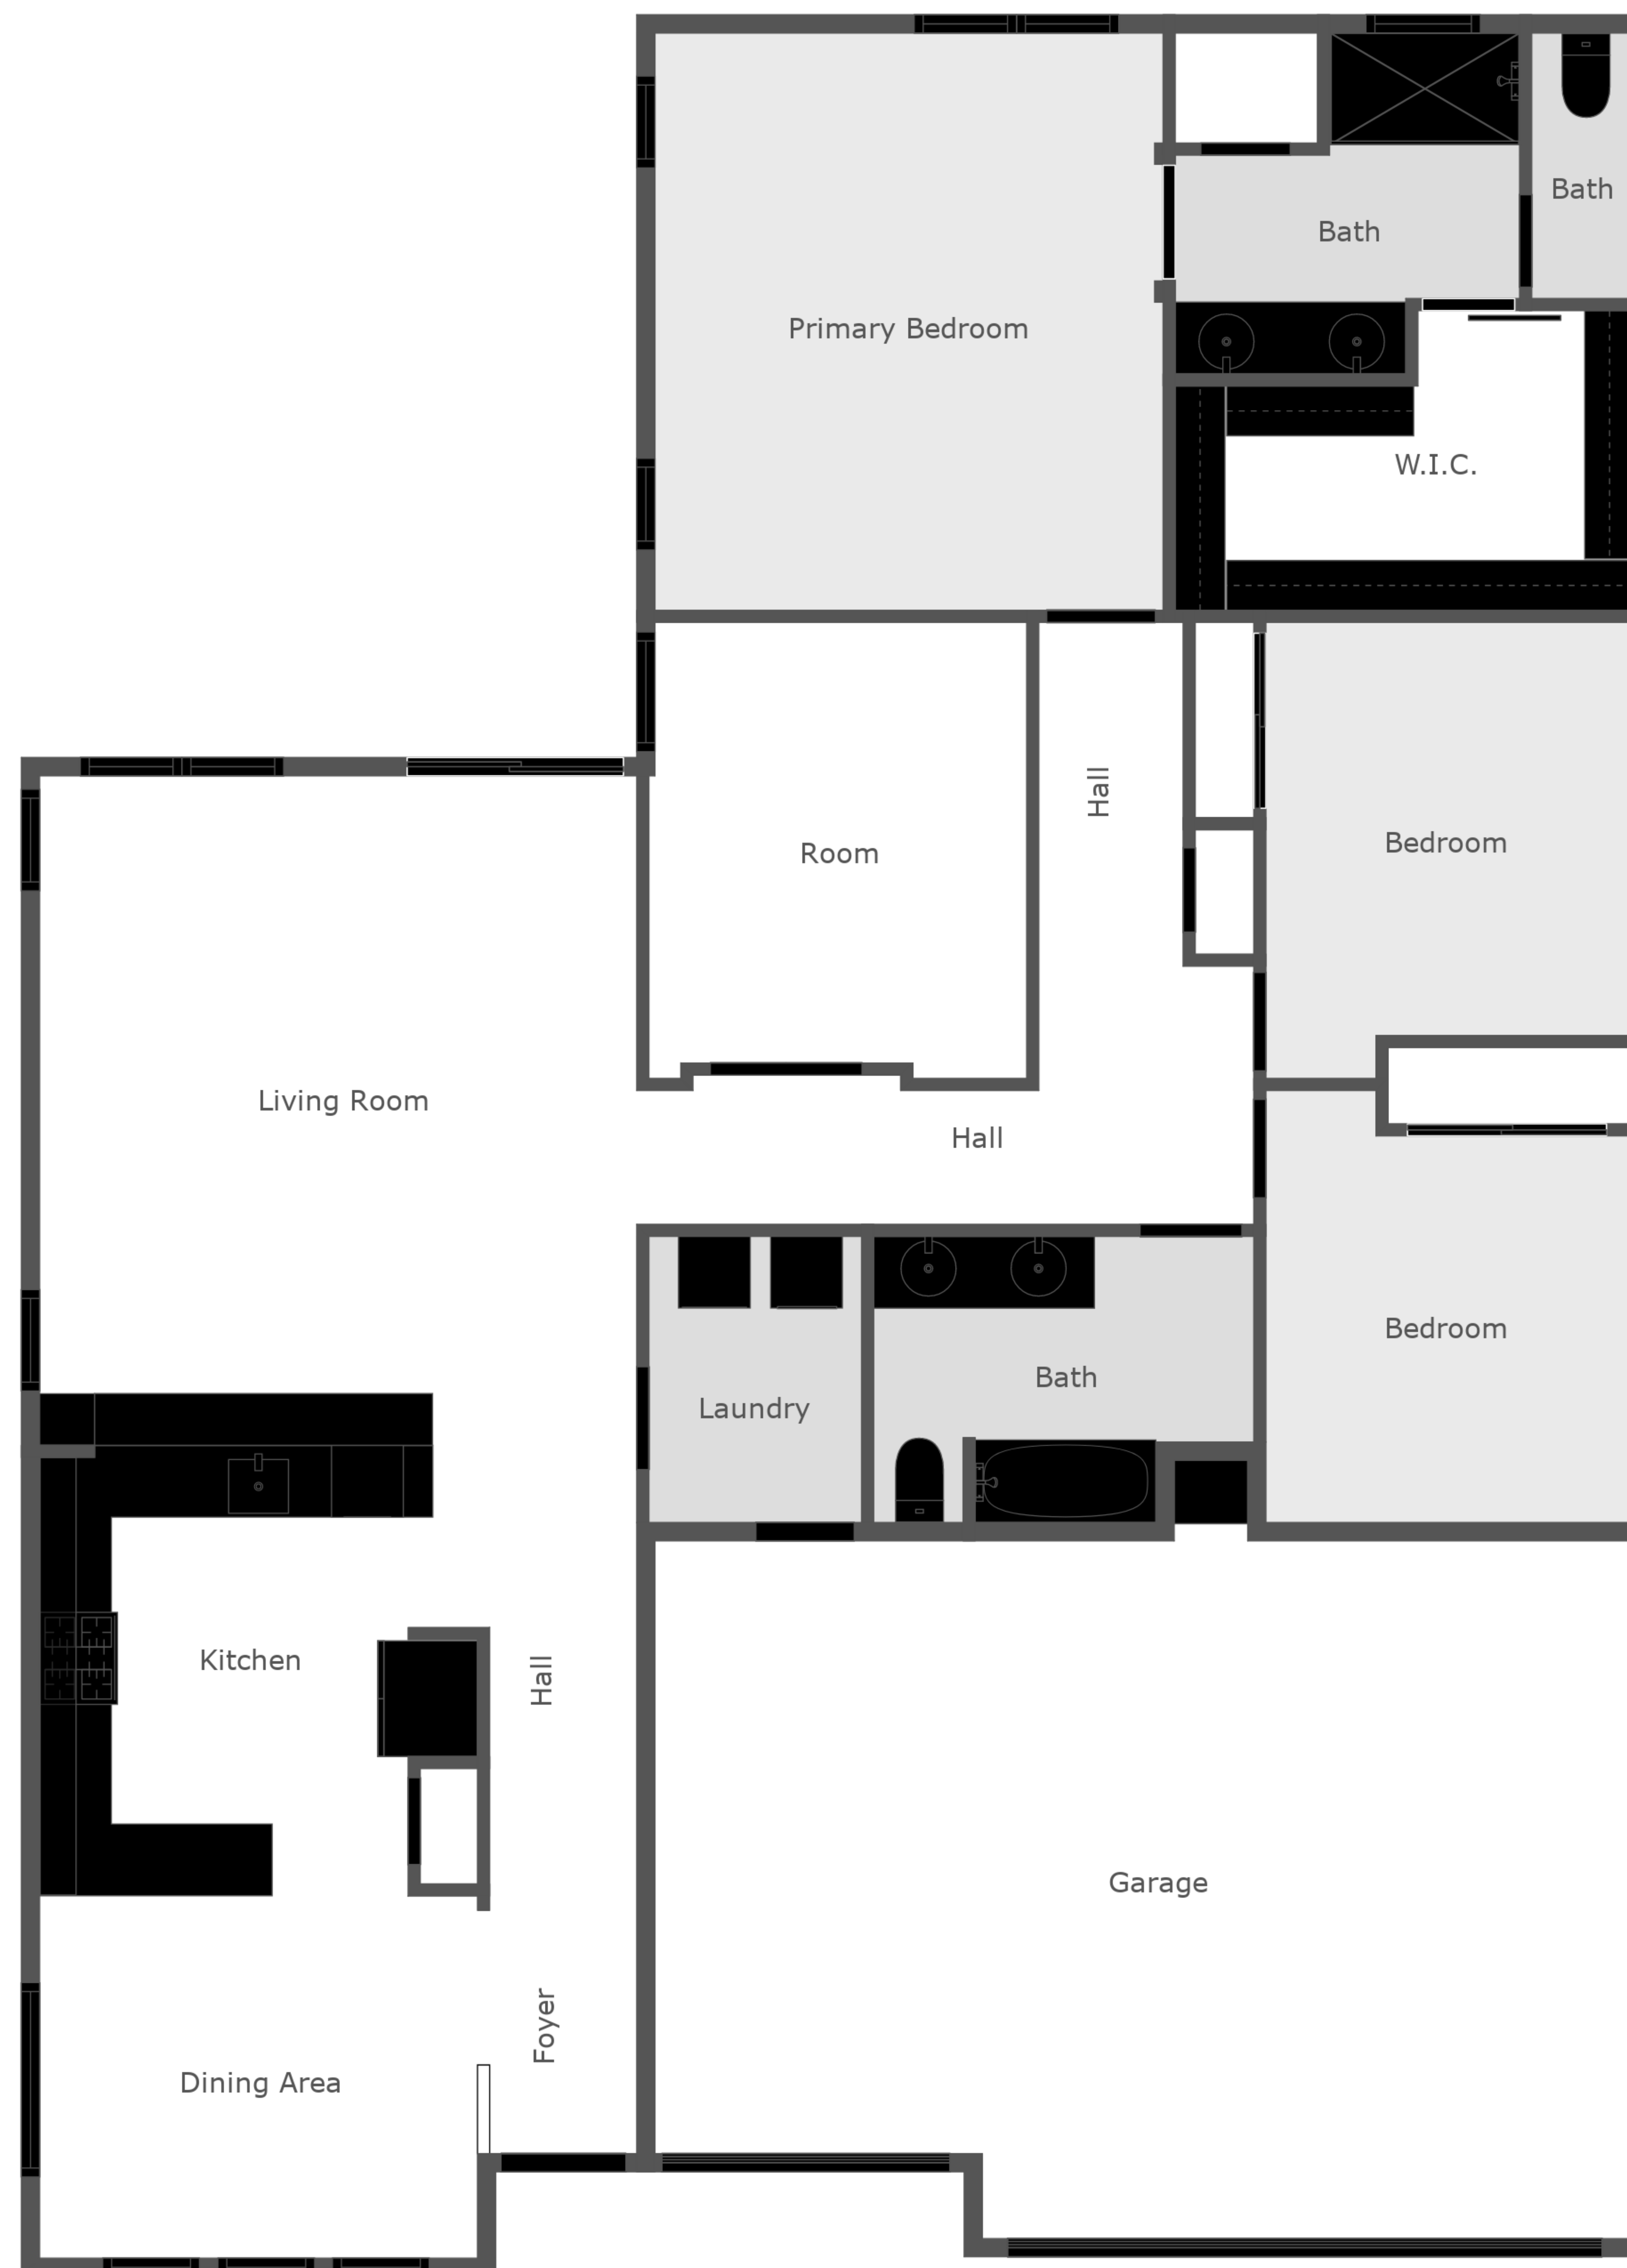 Bath
Bath
Primary Bedroom
W.I.C.
Hall
Bedroom
Room
Living Room
Hall
Bedroom
Bath
Laundry
Kitchen
Hall
Garage
Foyer
Dining Area